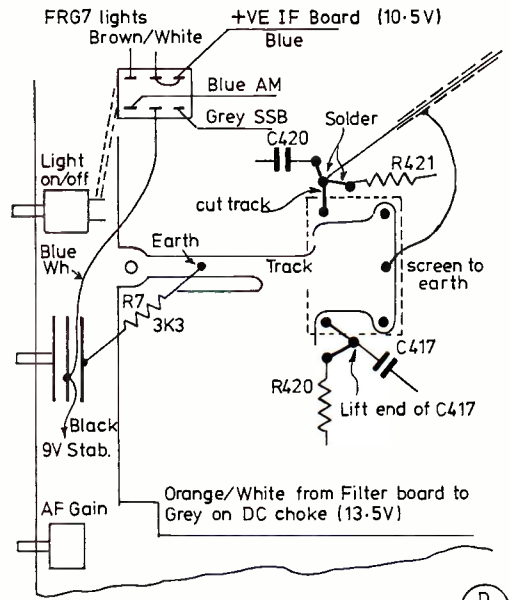 FRG7 lights
Brown/White
+VE IF Board (10·5V)
Blue
Blue AM
Grey SSB
Solder
C420
R421
Light
on/off
cut track
Blue
Wh.
Earth
Track
screen to
earth
R7
3K3
C417
R420
Lift end of C417
Black
9V Stab.
AF Gain
Orange/White from Filter board to
Grey on DC choke (13·5V)